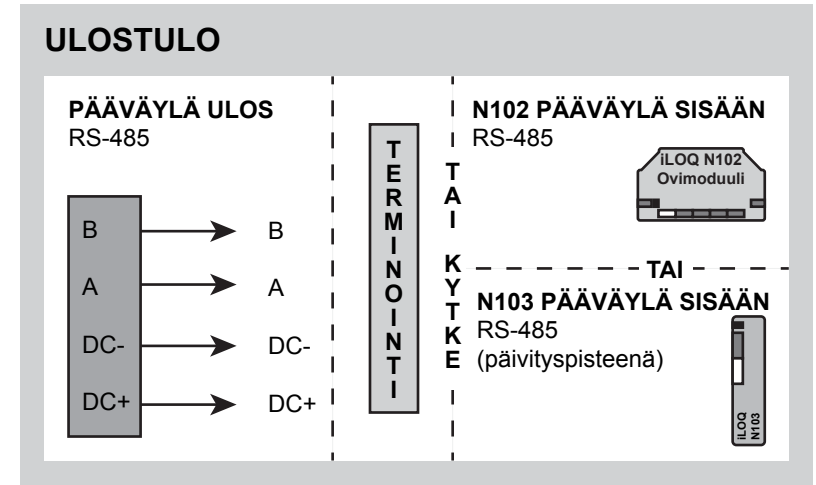 ULOSTULO
PÄÄVÄYLÄ ULOS
RS-485
B
B
A
A
DC-
DC-
DC+
DC+
TERMINOINTI
TAI KYTKE
N102 PÄÄVÄYLÄ SISÄÄN
RS-485
iLOQ N102
Ovimoduuli
TAI
N103 PÄÄVÄYLÄ SISÄÄN
RS-485
(päivityspisteenä)
iLOQ
N103